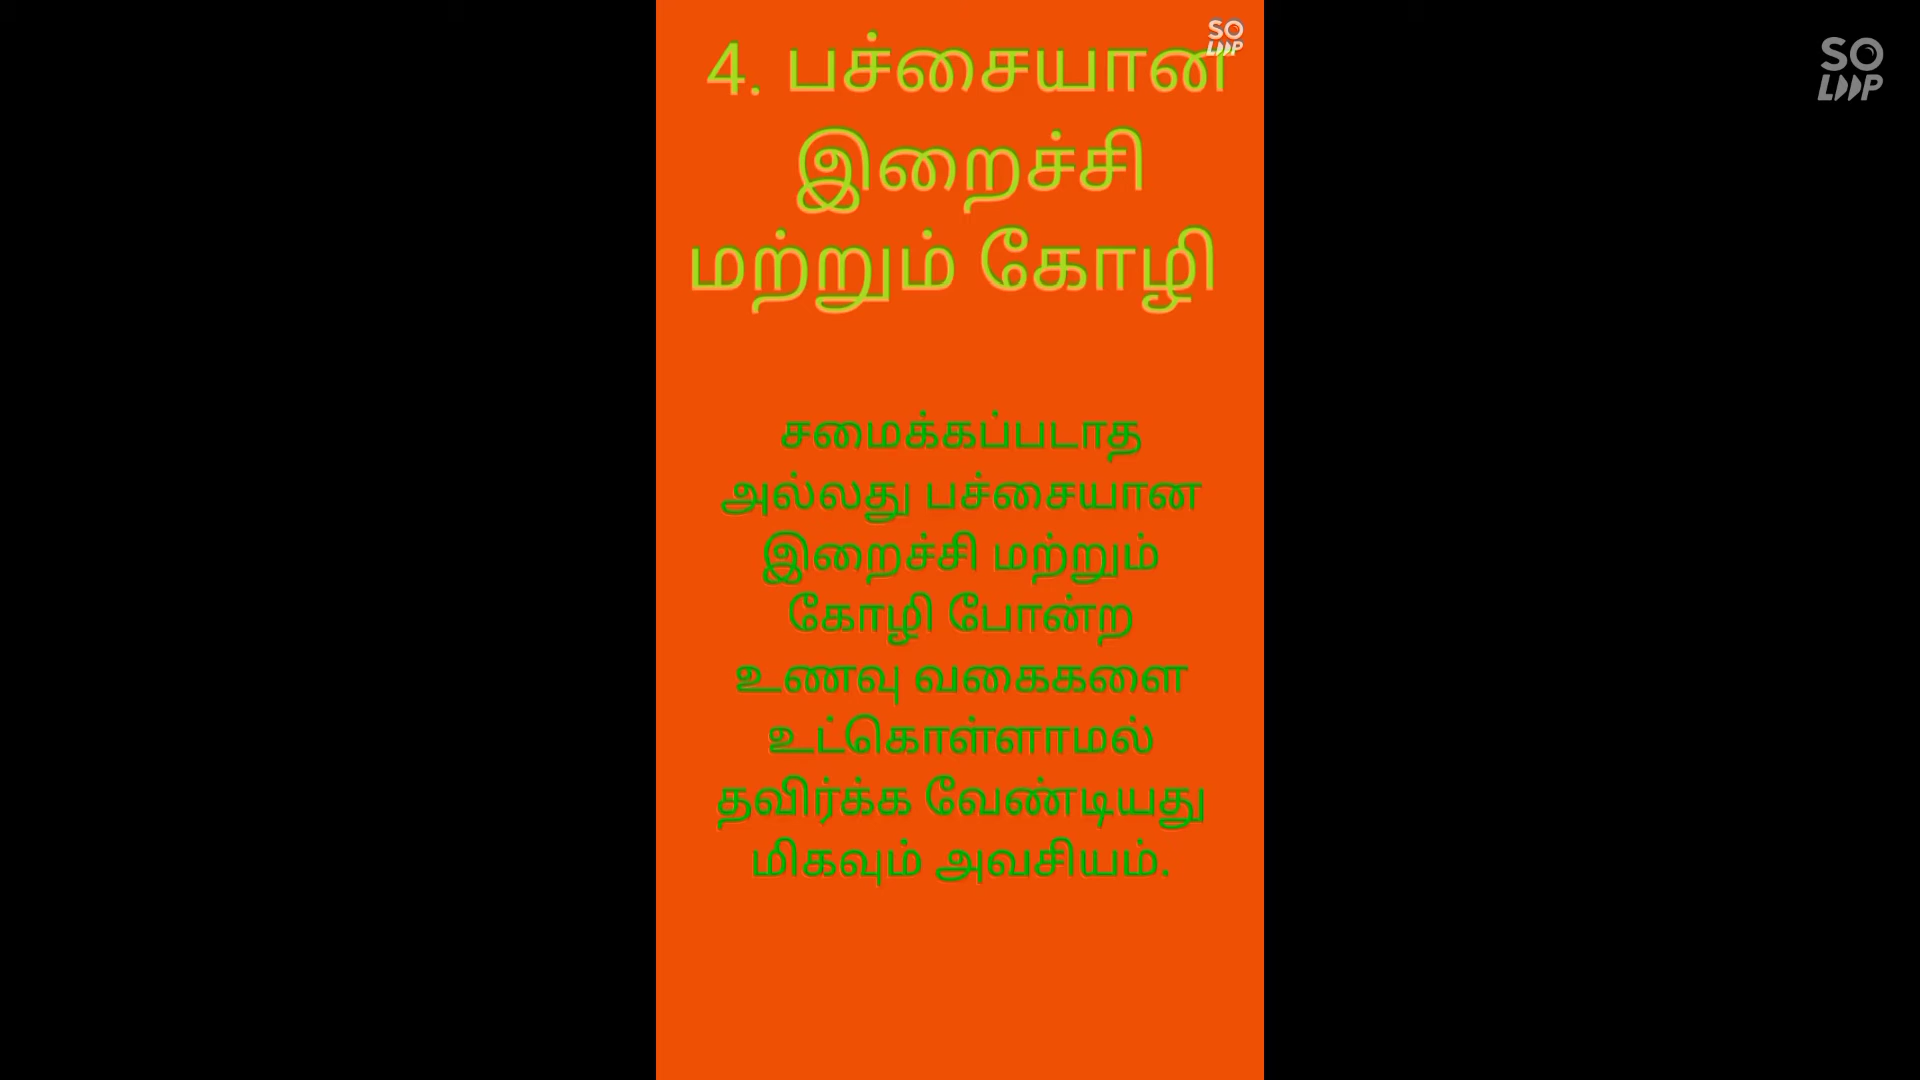 SO
LOOP
SO
LOOP
4. பச்சையான
இறைச்சி
மற்றும் கோழி
சமைக்கப்படாத
அல்லது பச்சையான
இறைச்சி மற்றும்
கோழி போன்ற
உணவு வகைகளை
உட்கொள்ளாமல்
தவிர்க்க வேண்டியது
மிகவும் அவசியம்.